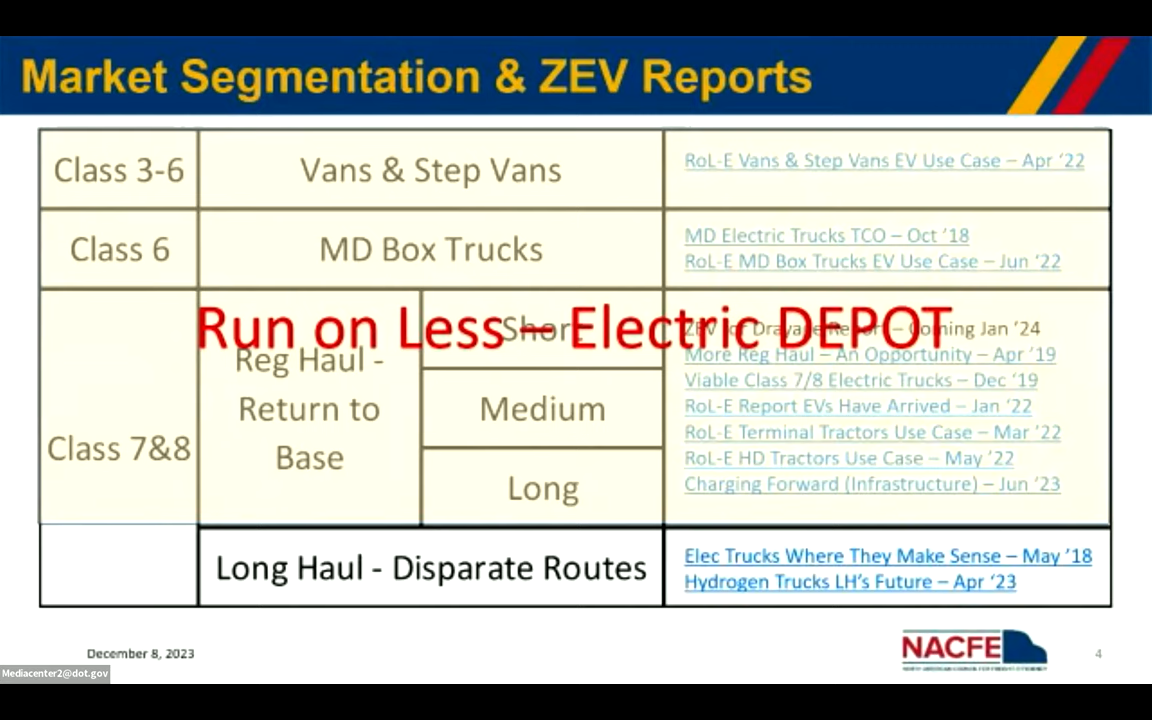 Market Segmentation & ZEV Reports
Class 3-6
Vans & Step Vans
RoL-E Vans & Step Vans EV Use Case – Apr ‘22
Class 6
MD Box Trucks
MD Electric Trucks TCO – Oct ’18
RoL-E MD Box Trucks EV Use Case – Jun ’22
Run on Less – Electric DEPOT
Class 7&8
Reg Haul -
Return to
Base
Short
Medium
Long
ZEV for Drayage Report – Coming Jan ’24
More Reg Haul – An Opportunity – Apr ’19
Viable Class 7/8 Electric Trucks – Dec ’19
RoL-E Report EVs Have Arrived – Jan ’22
RoL-E Terminal Tractors Use Case – Mar ’22
RoL-E HD Tractors Use Case – May ’22
Charging Forward (Infrastructure) – Jun ’23
Long Haul - Disparate Routes
Elec Trucks Where They Make Sense – May ’18
Hydrogen Trucks LH’s Future – Apr ‘23
December 8, 2023
NACFE
4
Mediacenter2@dot.gov